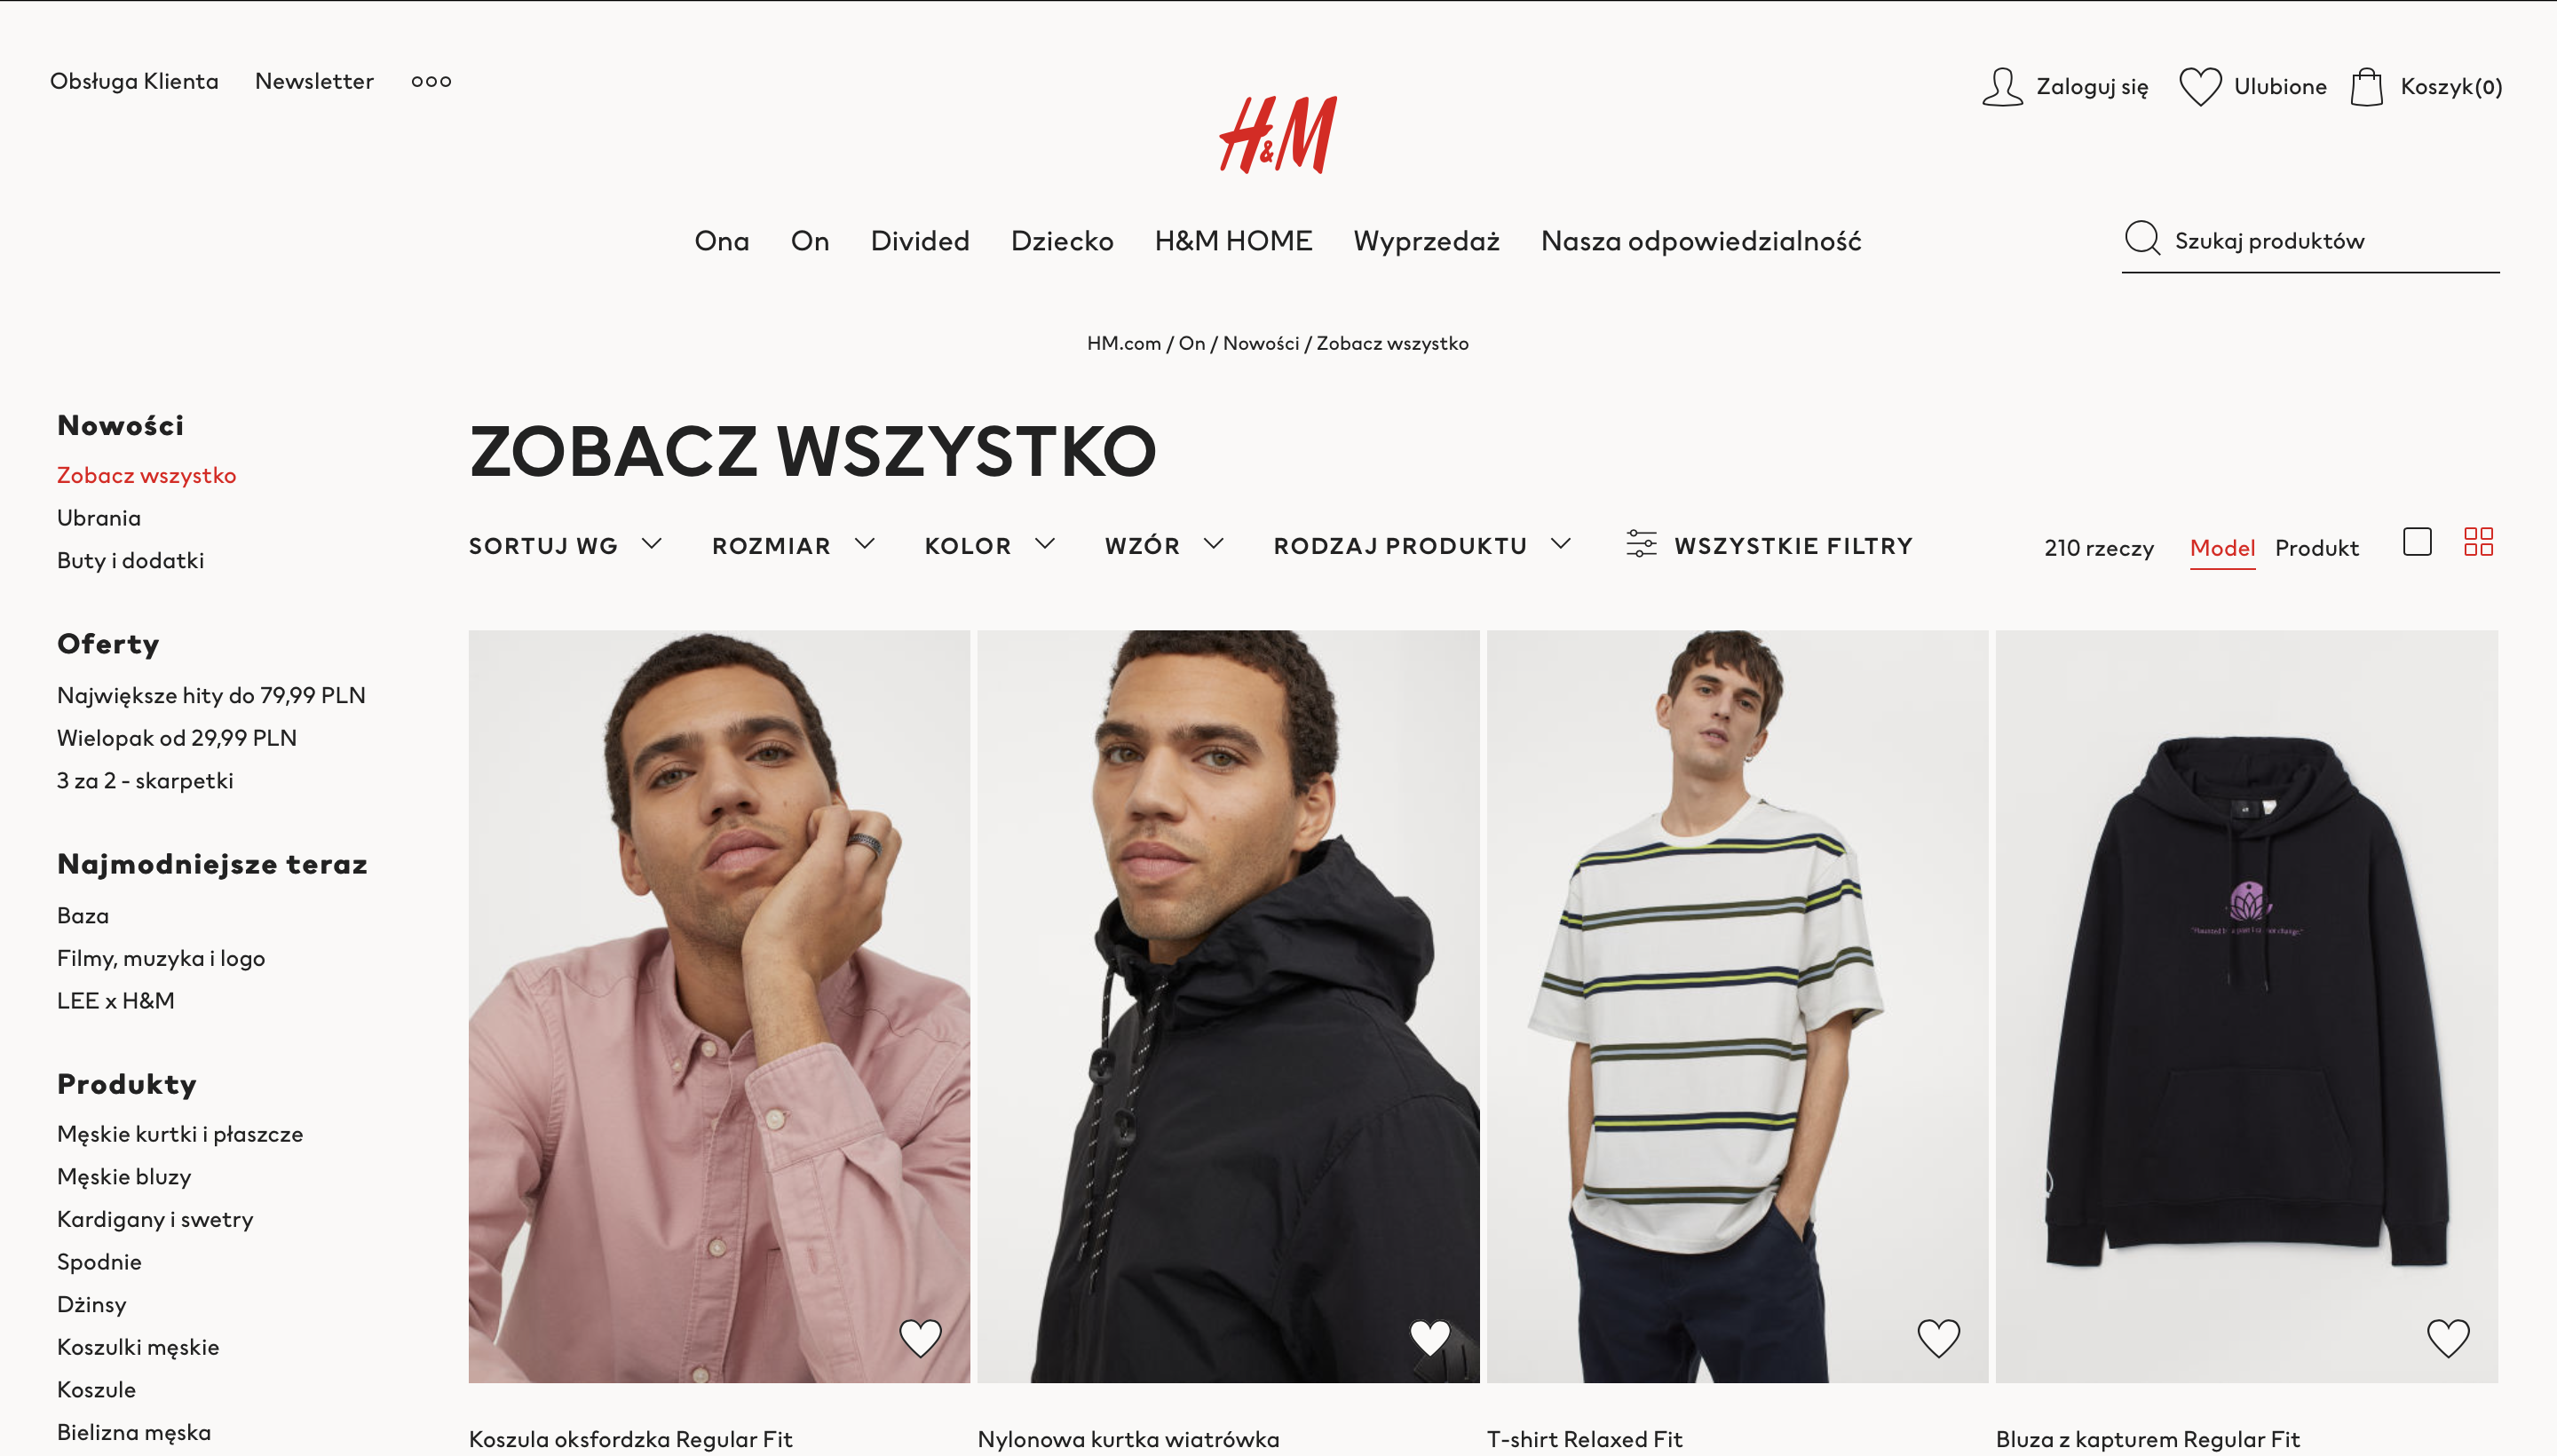 Obsługa Klienta Newsletter
Zaloguj się Ulubione Koszyk(0)
H&M
Ona On Divided Dziecko H&M HOME Wyprzedaż Nasza odpowiedzialność
Szukaj produktów
HM.com / On / Nowości / Zobacz wszystko
Nowości
Zobacz wszystko
Ubrania
Buty i dodatki
Oferty
Największe hity do 79,99 PLN
Wielopak od 29,99 PLN
3 za 2 - skarpetki
Najmodniejsze teraz
Baza
Filmy, muzyka i logo
LEE x H&M
Produkty
Męskie kurtki i płaszcze
Męskie bluzy
Kardigany i swetry
Spodnie
Dżinsy
Koszulki męskie
Koszule
Bielizna męska
ZOBACZ WSZYSTKO
SORTUJ WG ROZMIAR KOLOR WZÓR RODZAJ PRODUKTU WSZYSTKIE FILTRY
210 rzeczy Model Produkt
"Haunted change."
Koszula oksfordzka Regular Fit
Nylonowa kurtka wiatrówka
T-shirt Relaxed Fit
Bluza z kapturem Regular Fit